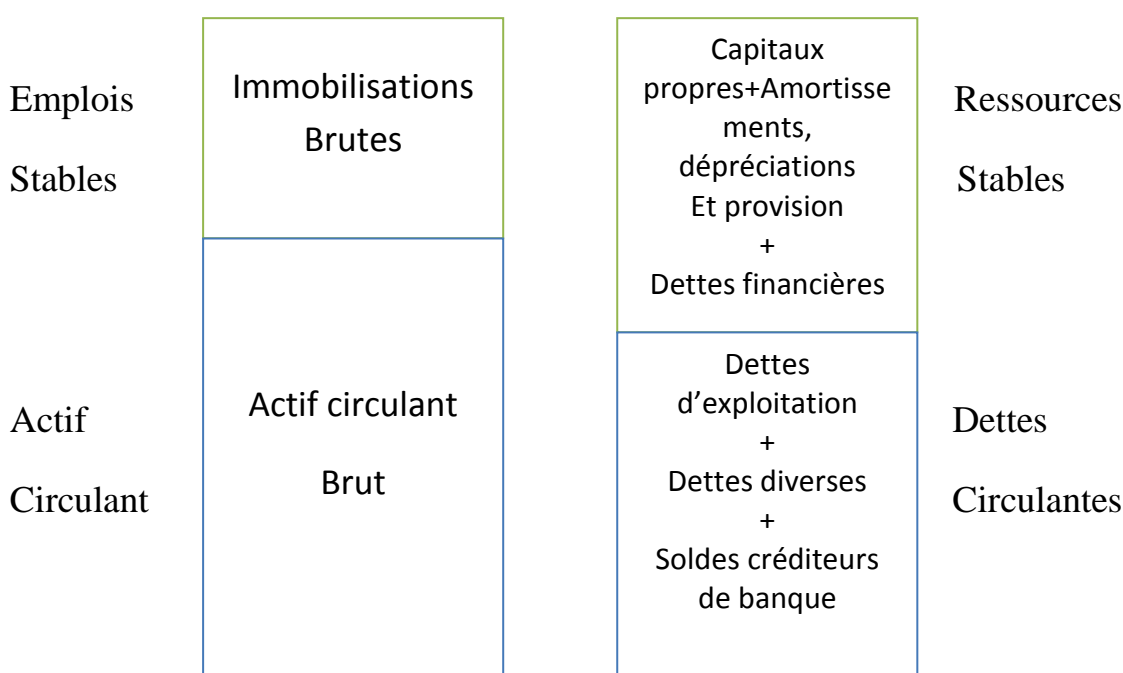 Emplois
Stables
Immobilisations
Brutes
Capitaux
propres+Amortisse
ments,
dépréciations
Et provision
+
Dettes financières
Ressources
Stables
Actif
Circulant
Actif circulant
Brut
Dettes
d’exploitation
+
Dettes diverses
+
Soldes créditeurs
de banque
Dettes
Circulantes